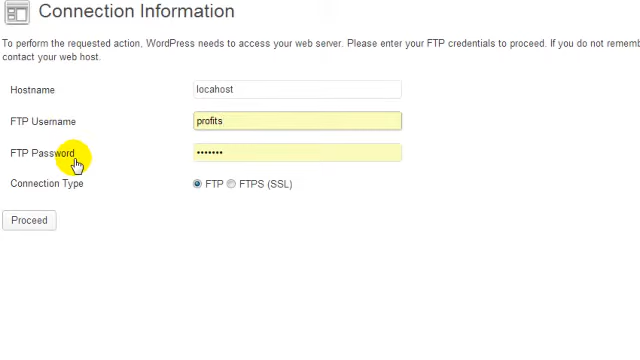 Connection Information
To perform the requested action, WordPress needs to access your web server. Please enter your FTP credentials to proceed. If you do not
contact your web host.
Hostname locahost
FTP Username profits
FTP Password •••••••
Connection Type FTP FTPS (SSL)
Proceed